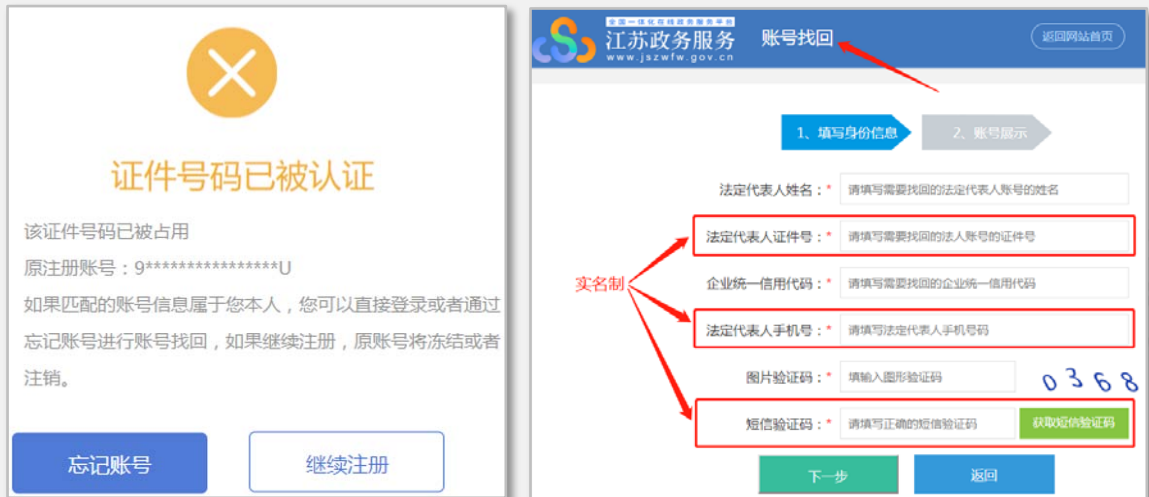 证件号码已被认证
该证件号码已被占用
原注册账号：9****************U
如果匹配的账号信息属于您本人，您可以直接登录或者通过
忘记账号进行账号找回，如果继续注册，原账号将冻结或者
注销。
忘记账号
继续注册
全国一体化在线政务服务平台
江苏政务服务
www.jszwfw.gov.cn
账号找回
返回网站首页
1、填写身份信息
2、账号展示
法定代表人姓名：* 请填写需要找回的法定代表人账号的姓名
法定代表人证件号：* 请填写需要找回的法人账号的证件号
实名制
企业统一信用代码：* 请填写需要找回的企业统一信用代码
法定代表人手机号：* 请填写法定代表人手机号码
图片验证码：* 填输入图形验证码 0368
短信验证码：* 请填写正确的短信验证码 获取短信验证码
下一步
返回